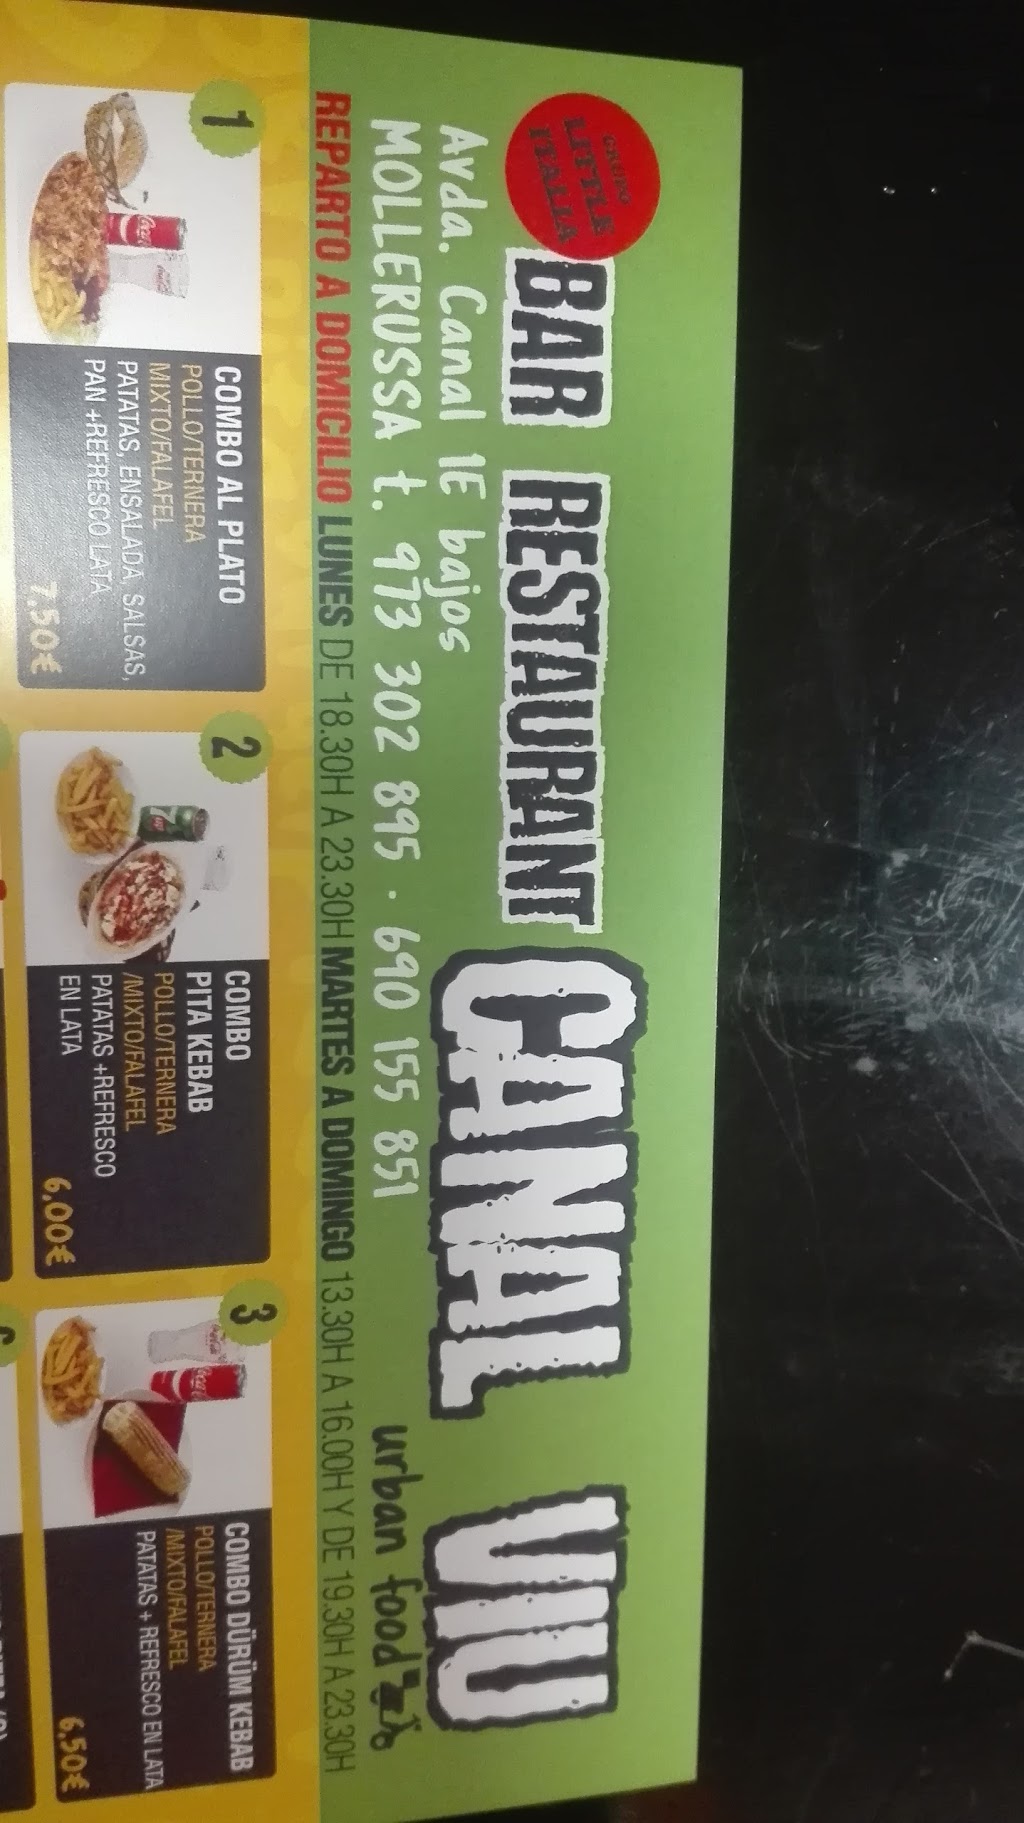 GRUPO
LITTLE
ITALIA
BAR RESTAURANT CANAL VIU
Avda. Canal 1E bajos
MOLLERUSSA t. 973 302 895 · 690 155 851
urban food
REPARTO A DOMICILIO LUNES DE 18.30H A 23.30H MARTES A DOMINGO 13.30H A 16.00H Y DE 19.30H A 23.30H
1
COMBO AL PLATO
POLLO/TERNERA
MIXTO/FALAFEL
PATATAS, ENSALADA, SALSAS,
PAN +REFRESCO LATA
7,50€
2
COMBO
PITA KEBAB
POLLO/TERNERA
/MIXTO/FALAFEL
PATATAS +REFRESCO
EN LATA
6,00€
3
COMBO DÜRÜM KEBAB
POLLO/TERNERA
/MIXTO/FALAFEL
PATATAS + REFRESCO EN LATA
6,50€